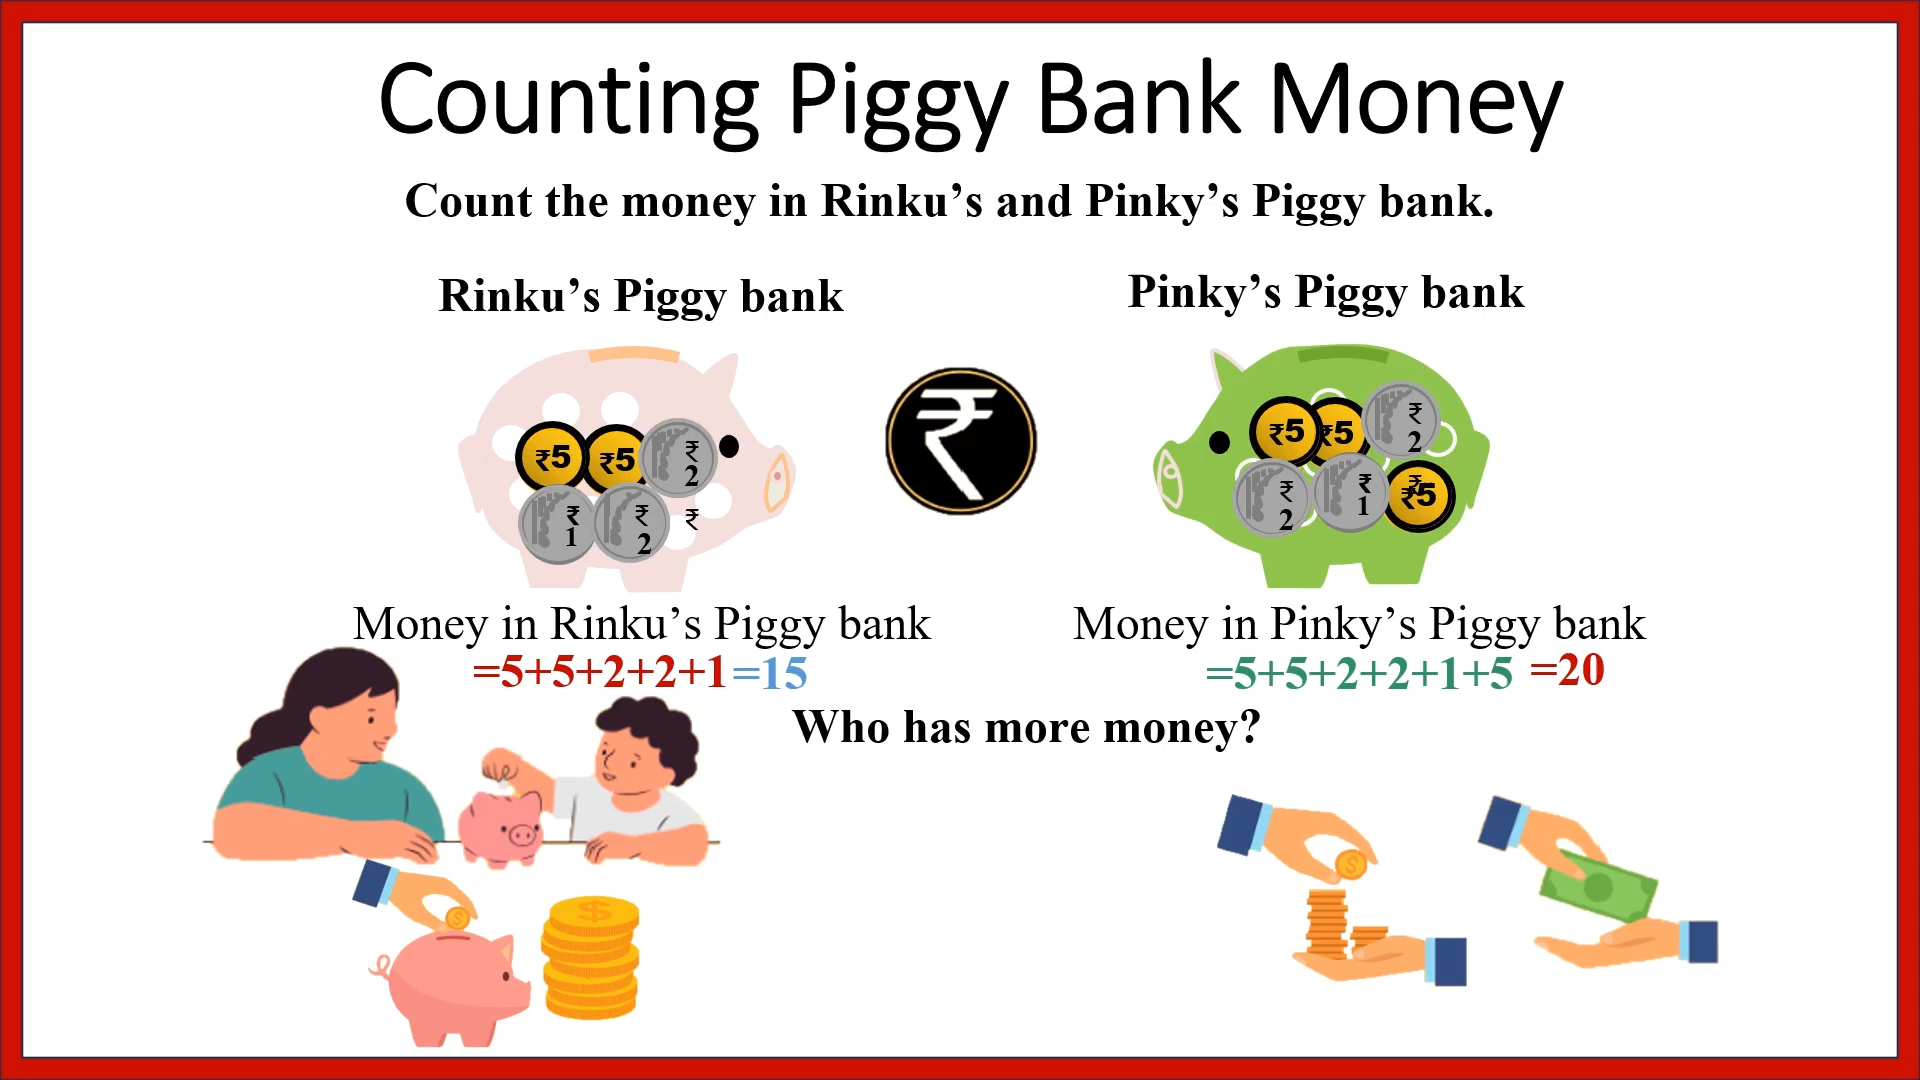 Counting Piggy Bank Money
Count the money in Rinku’s and Pinky’s Piggy bank.
Rinku’s Piggy bank
₹5 ₹5 ₹ 2
₹ 1 ₹ 2 ₹
₹
Pinky’s Piggy bank
₹5 ₹5 ₹ 2
₹ 2 ₹ 1 ₹ ₹5
Money in Rinku’s Piggy bank
=5+5+2+2+1 =15
Money in Pinky’s Piggy bank
=5+5+2+2+1+5 =20
Who has more money?
$
$
$